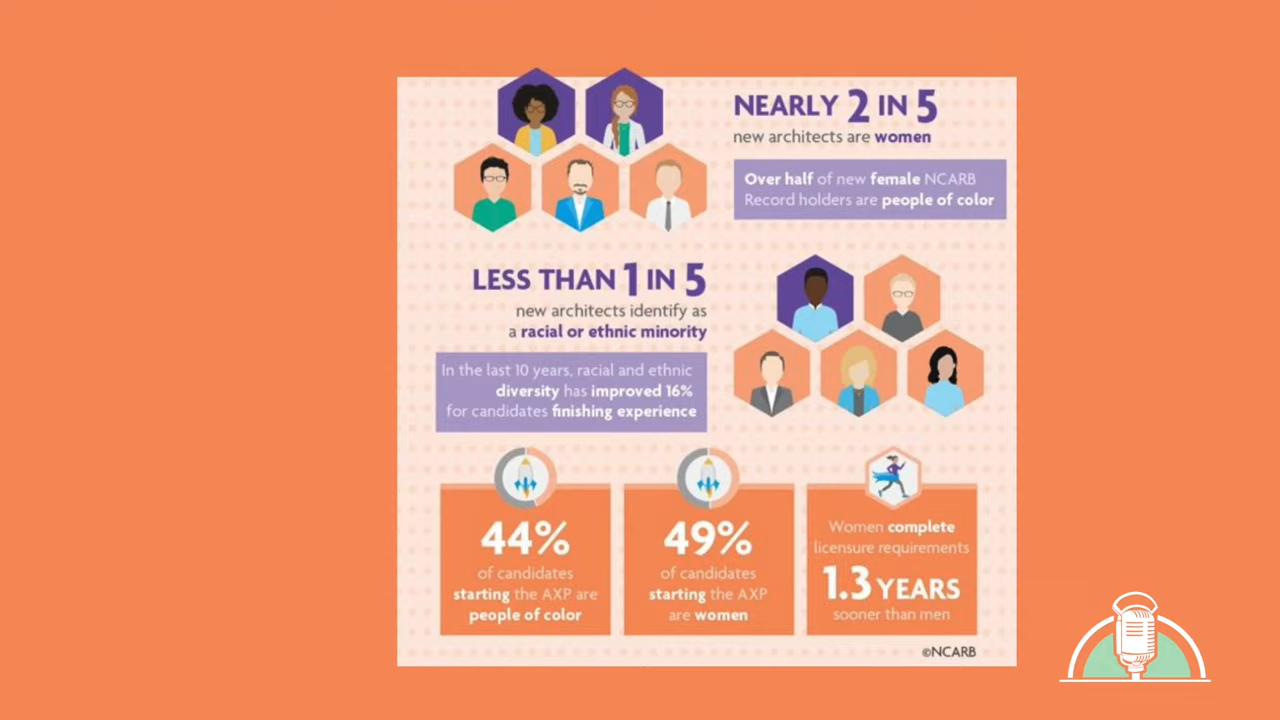 NEARLY 2 IN 5
new architects are women
Over half of new female NCARB
Record holders are people of color
LESS THAN 1 IN 5
new architects identify as
a racial or ethnic minority
In the last 10 years, racial and ethnic
diversity has improved 16%
for candidates finishing experience
44%
of candidates
starting the AXP are
people of color
49%
of candidates
starting the AXP
are women
Women complete
licensure requirements
1.3 YEARS
sooner than men
©NCARB